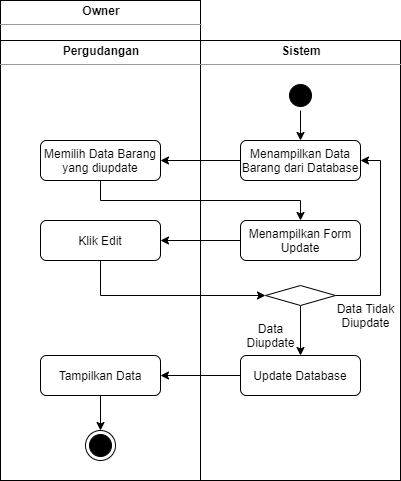 Owner
Pergudangan
Sistem
Menampilkan Data
Barang dari Database
Memilih Data Barang
yang diupdate
Menampilkan Form
Update
Klik Edit
Data Tidak
Diupdate
Data
Diupdate
Update Database
Tampilkan Data